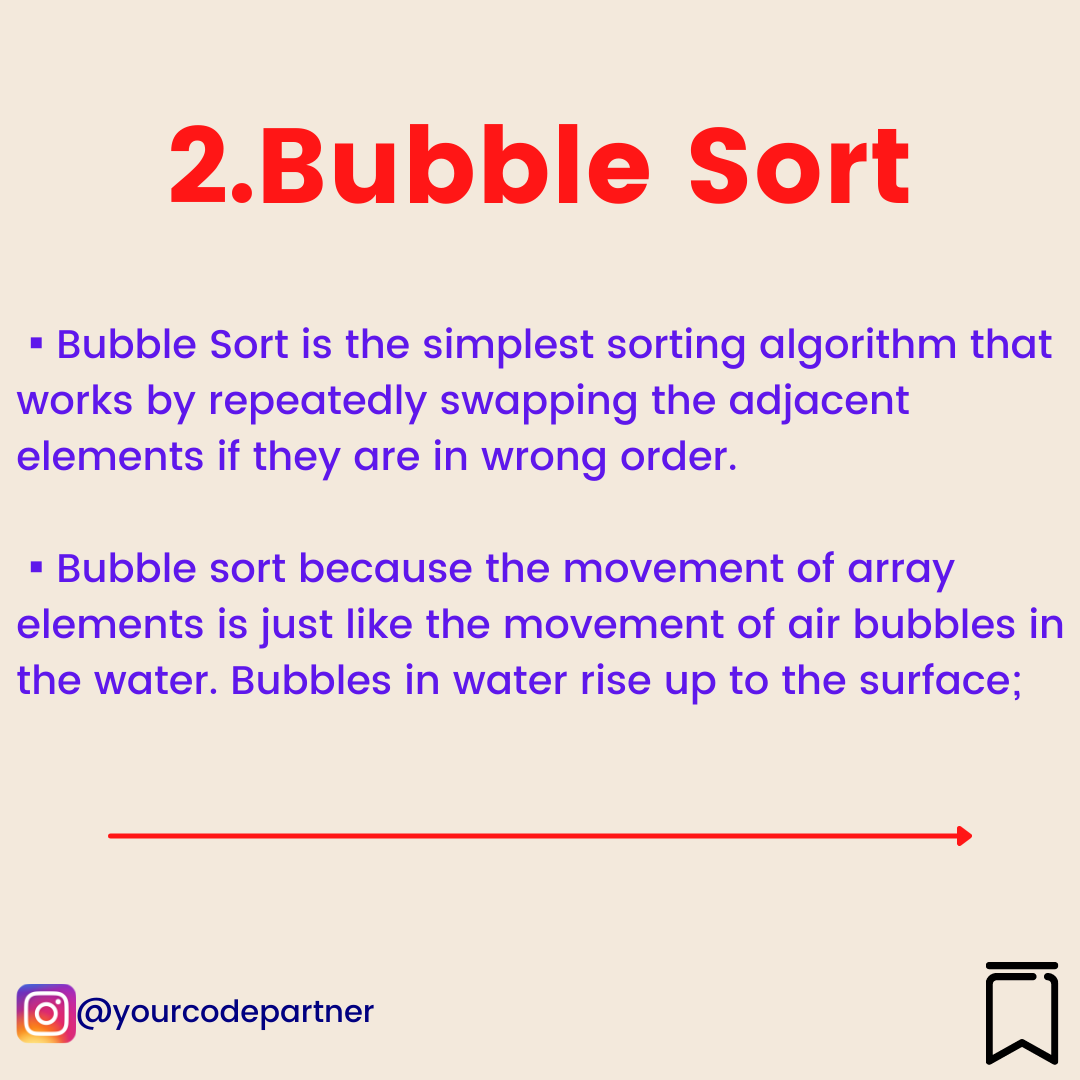 2.Bubble Sort
▪ Bubble Sort is the simplest sorting algorithm that
works by repeatedly swapping the adjacent
elements if they are in wrong order.
▪ Bubble sort because the movement of array
elements is just like the movement of air bubbles in
the water. Bubbles in water rise up to the surface;
@yourcodepartner